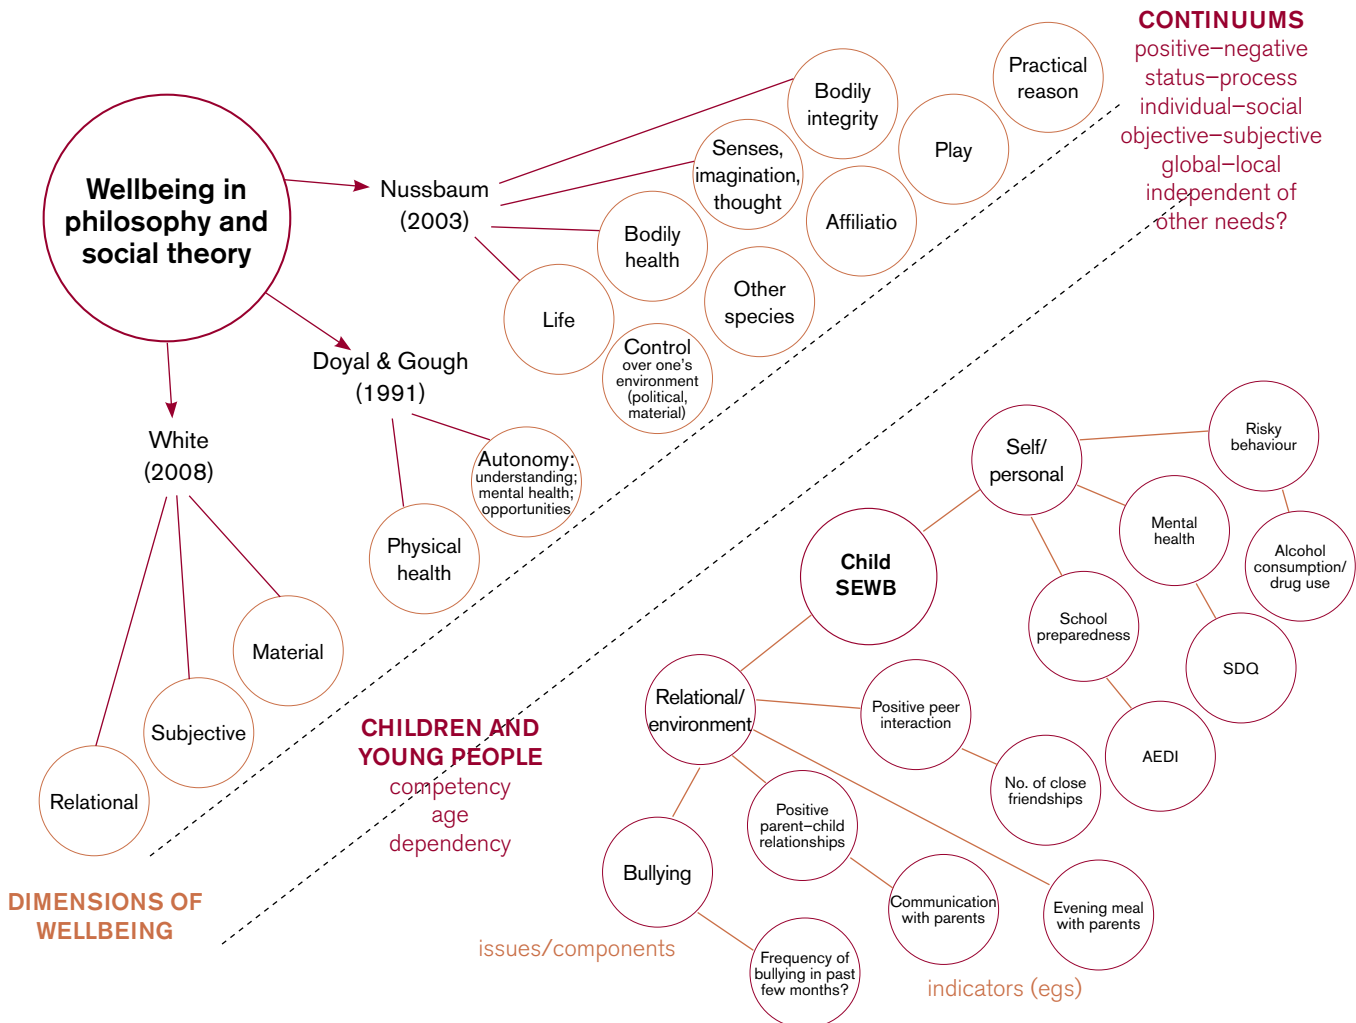 CONTINUUMS
positive–negative
status–process
individual–social
objective–subjective
global–local
independent of
other needs?
Wellbeing in
philosophy and
social theory
Nussbaum
(2003)
Bodily
integrity
Practical
reason
Senses,
imagination,
thought
Play
Bodily
health
Affiliatio
Life
Other
species
Control
over one's
environment
(political,
material)
Doyal & Gough
(1991)
Autonomy:
understanding;
mental health;
opportunities
Physical
health
White
(2008)
Material
Subjective
Relational
DIMENSIONS OF
WELLBEING
CHILDREN AND
YOUNG PEOPLE
competency
age
dependency
Child
SEWB
Self/
personal
Risky
behaviour
Mental
health
Alcohol
consumption/
drug use
School
preparedness
SDQ
AEDI
Relational/
environment
Positive peer
interaction
No. of close
friendships
Positive
parent–child
relationships
Bullying
Communication
with parents
Evening meal
with parents
Frequency of
bullying in past
few months?
issues/components
indicators (egs)